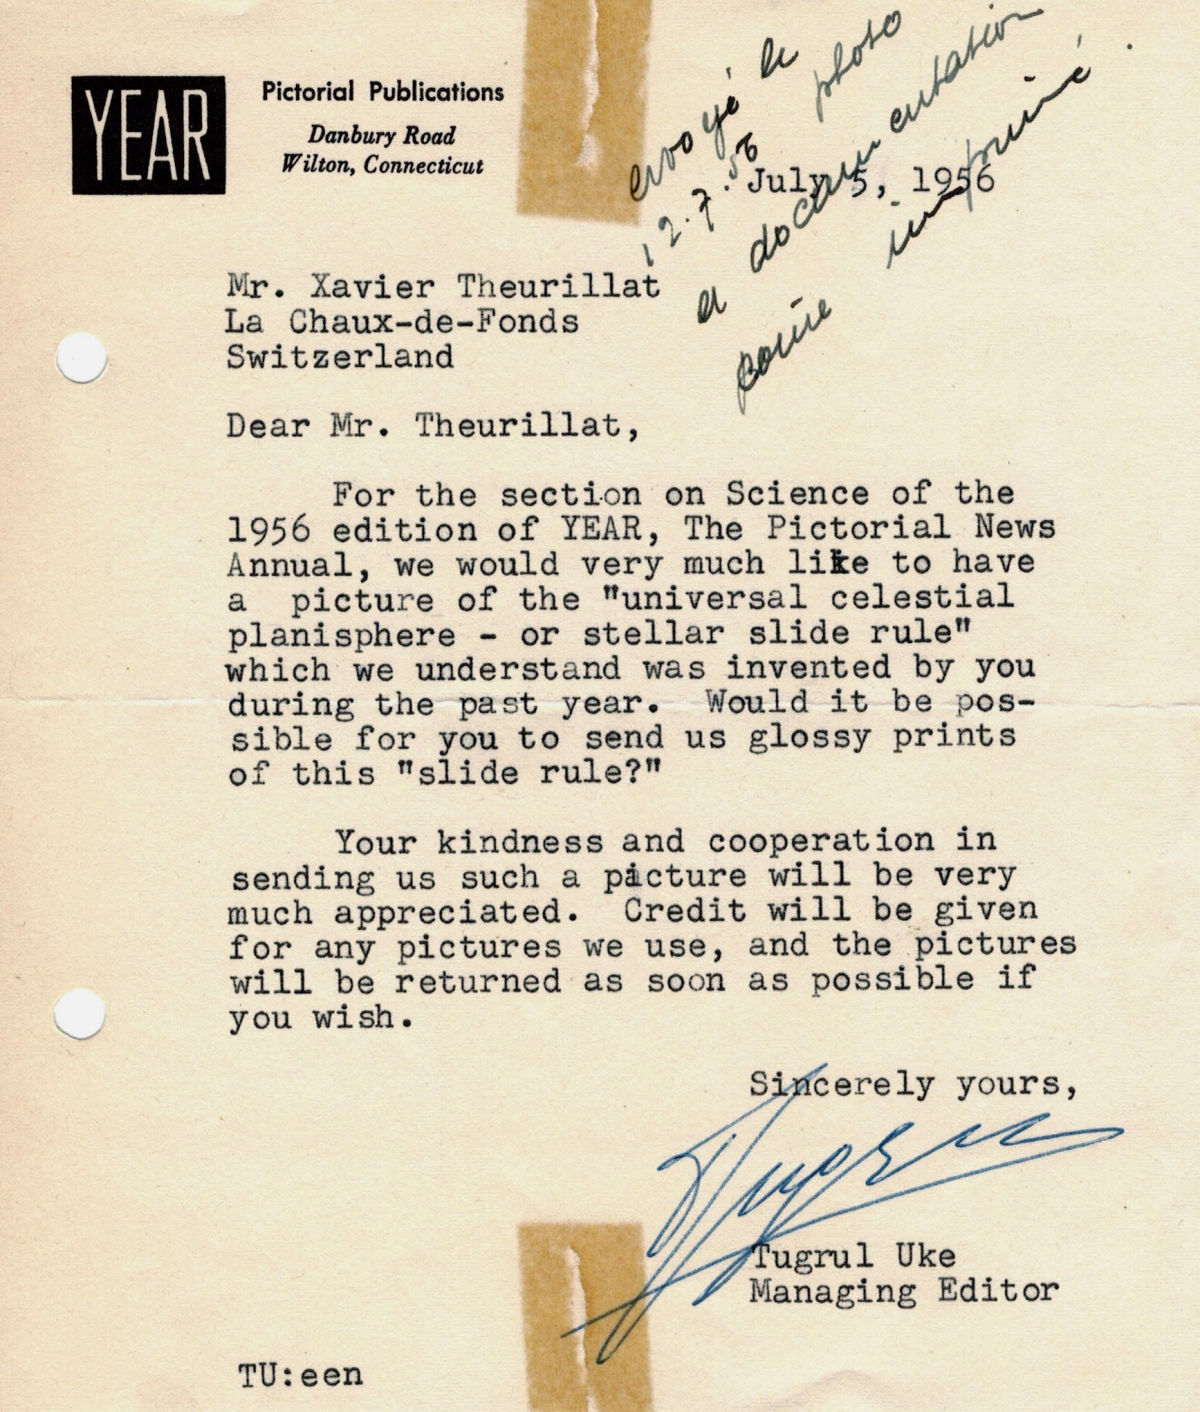 YEAR
Pictorial Publications
Danbury Road
Wilton, Connecticut
envoyé le
12.7.56 photo
et documentation
imprimé
July 5, 1956
Mr. Xavier Theurillat
La Chaux-de-Fonds
Switzerland
Dear Mr. Theurillat,
For the section on Science of the
1956 edition of YEAR, The Pictorial News
Annual, we would very much like to have
a picture of the "universal celestial
planisphere - or stellar slide rule"
which we understand was invented by you
during the past year. Would it be pos-
sible for you to send us glossy prints
of this "slide rule?"
Your kindness and cooperation in
sending us such a picture will be very
much appreciated. Credit will be given
for any pictures we use, and the pictures
will be returned as soon as possible if
you wish.
Sincerely yours,
Tugrul Uke
Managing Editor
TU:een